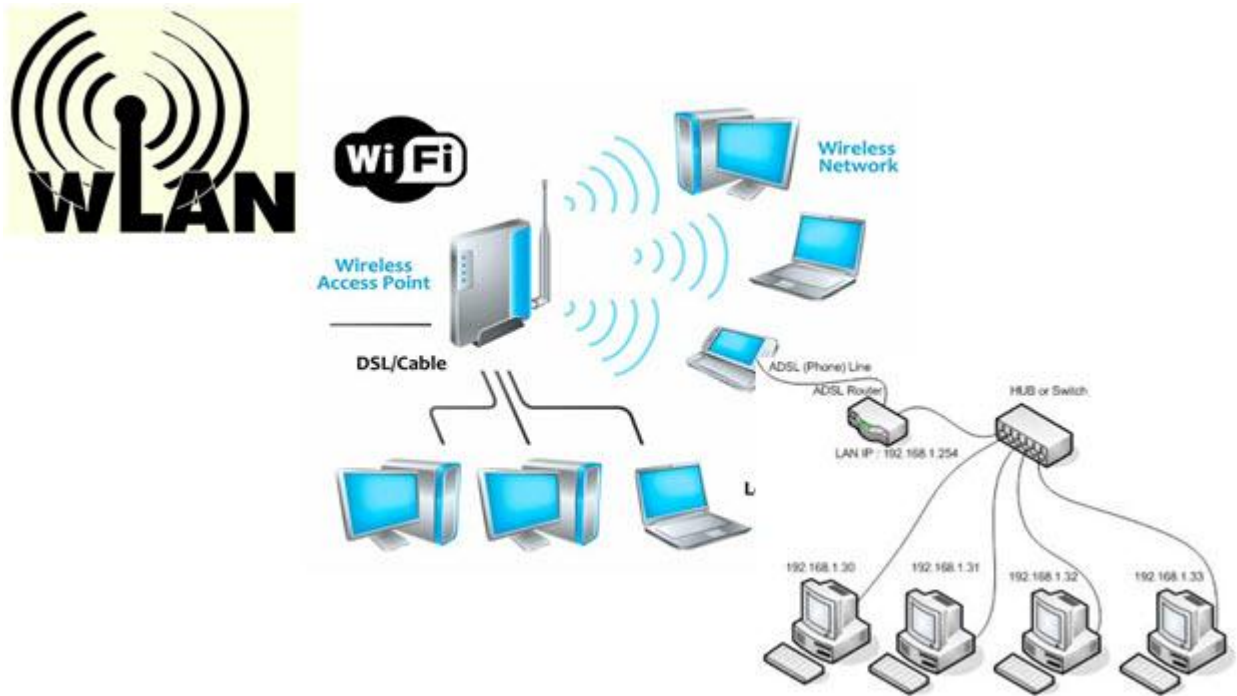 WLAN
Wi Fi
Wireless
Network
Wireless
Access Point
DSL/Cable
ADSL (Phone) Line
ADSL Router
HUB or Switch
LAN IP : 192.168.1.254
192.168.1.30
192.168.1.31
192.168.1.32
192.168.1.33